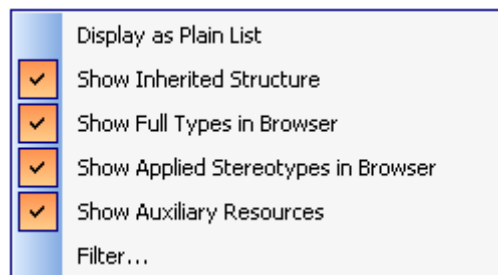 Display as Plain List
Show Inherited Structure
Show Full Types in Browser
Show Applied Stereotypes in Browser
Show Auxiliary Resources
Filter...